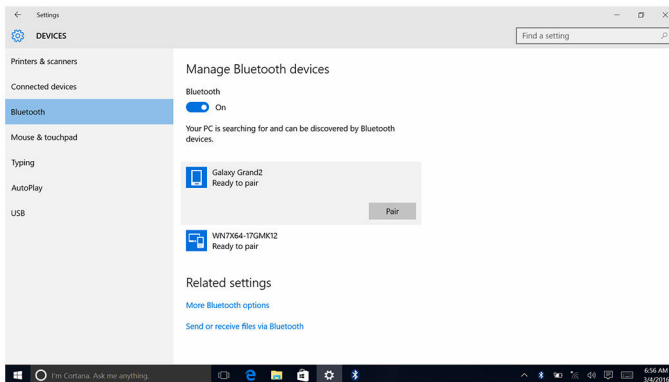 Settings
DEVICES
Find a setting
Printers & scanners
Connected devices
Bluetooth
Mouse & touchpad
Typing
AutoPlay
USB
Manage Bluetooth devices
Bluetooth
On
Your PC is searching for and can be discovered by Bluetooth
devices.
Galaxy Grand2
Ready to pair
Pair
WN7X64-17GMK12
Ready to pair
Related settings
More Bluetooth options
Send or receive files via Bluetooth
I'm Cortana. Ask me anything.
6:56 AM
3/4/2016